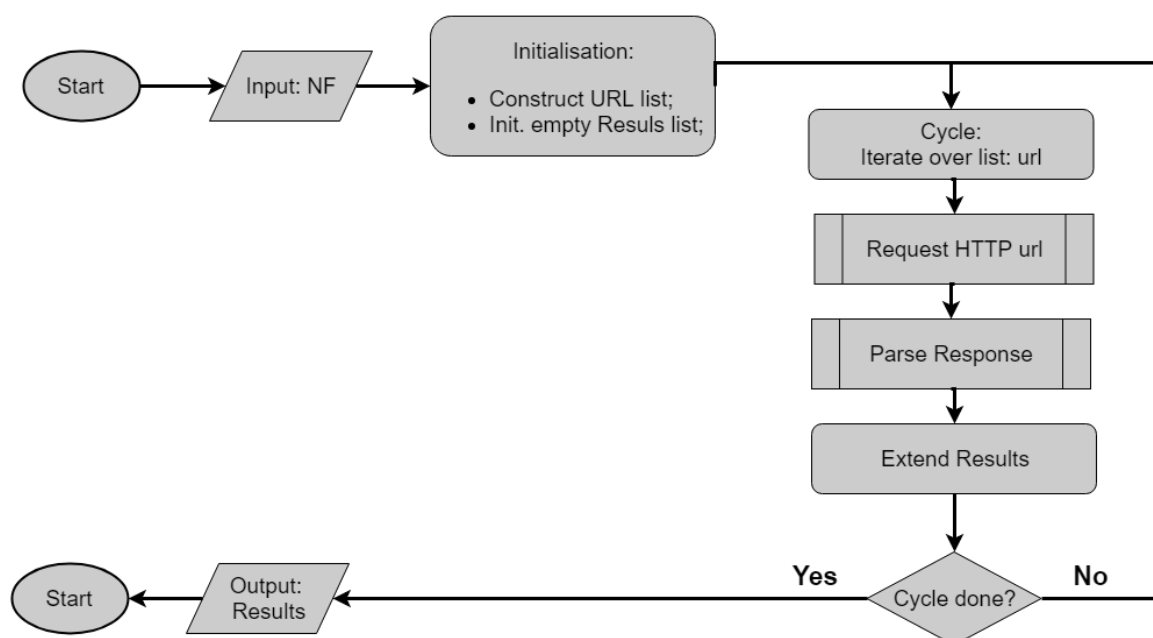 Start
Input: NF
Initialisation:
• Construct URL list;
• Init. empty Resuls list;
Cycle:
Iterate over list: url
Request HTTP url
Parse Response
Extend Results
Cycle done?
Yes
No
Output:
Results
Start